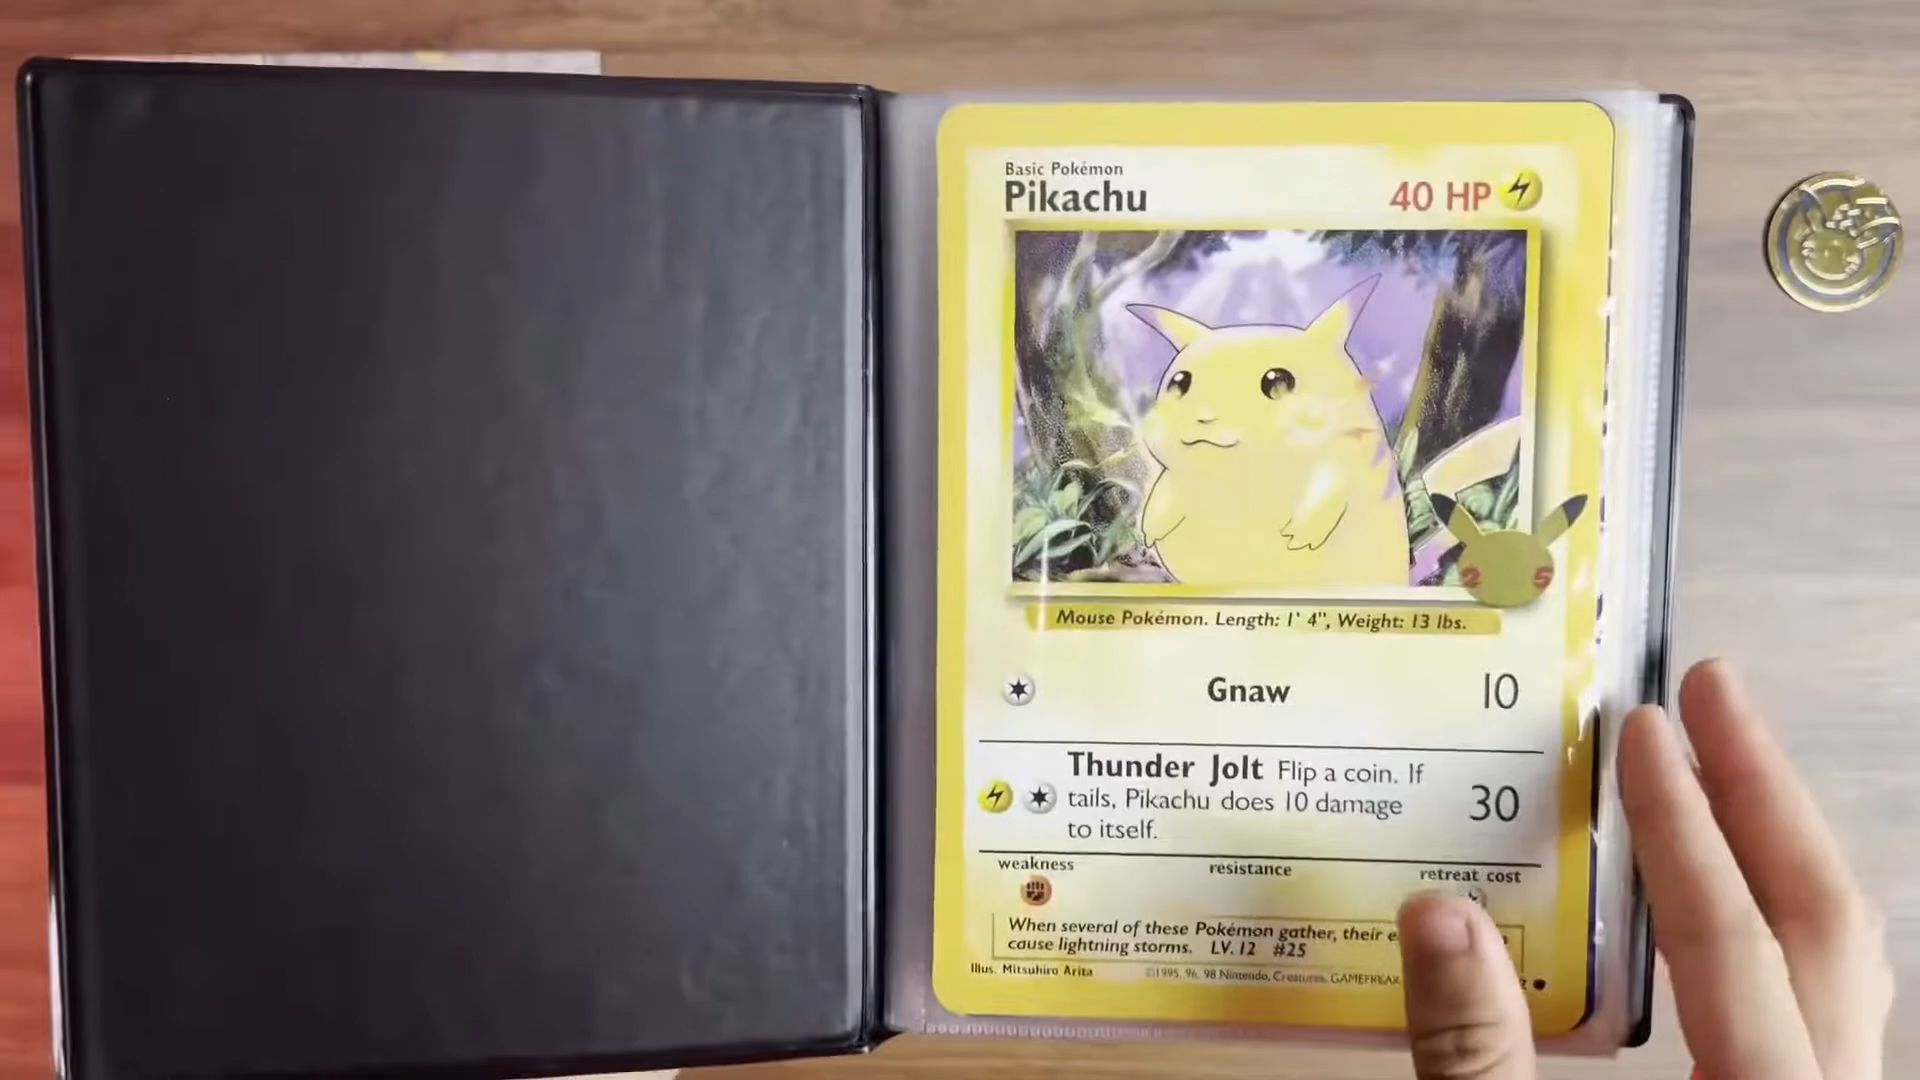 Basic Pokémon
Pikachu
40 HP
25
Mouse Pokémon. Length: 1' 4", Weight: 13 lbs.
Gnaw 10
Thunder Jolt Flip a coin. If
tails, Pikachu does 10 damage
to itself.
30
weakness resistance retreat cost
When several of these Pokémon gather, their
cause lightning storms. LV. 12 #25
Illus. Mitsuhiro Arita ©1995, 96, 98 Nintendo, Creatures, GAMEFREAK